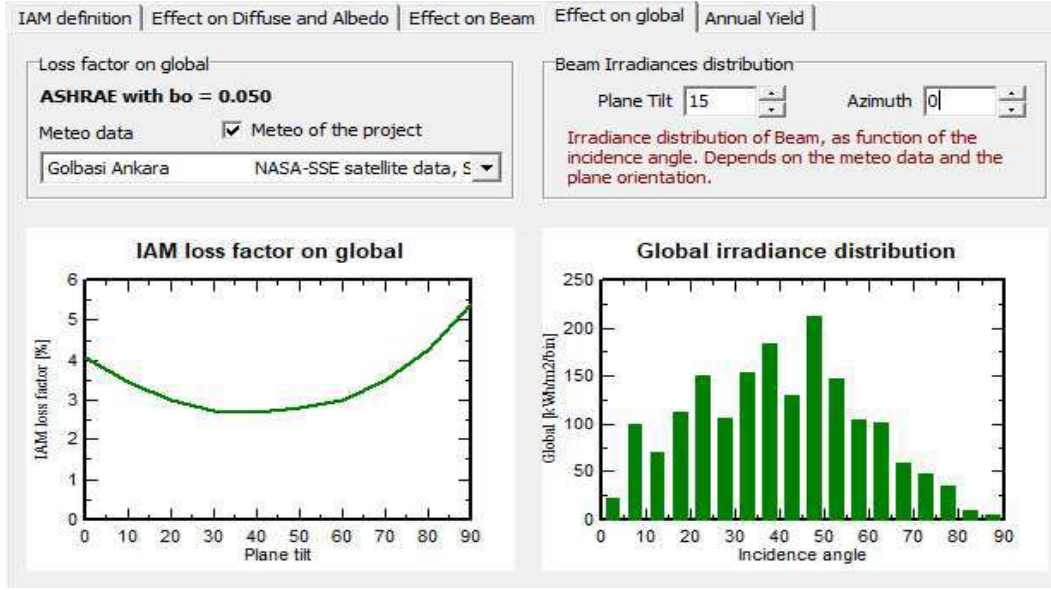 IAM definition | Effect on Diffuse and Albedo | Effect on Beam | Effect on global | Annual Yield
Loss factor on global
ASHRAE with bo = 0.050
Meteo data
Meteo of the project
Golbasi Ankara NASA-SSE satellite data, S
Beam Irradiances distribution
Plane Tilt 15 Azimuth 0
Irradiance distribution of Beam, as function of the
incidence angle. Depends on the meteo data and the
plane orientation.
IAM loss factor on global
IAM loss factor [%]
6
5
4
3
2
1
0
0 10 20 30 40 50 60 70 80 90
Plane tilt
Global irradiance distribution
Global [kWh/m2/bin]
250
200
150
100
50
0
0 10 20 30 40 50 60 70 80 90
Incidence angle